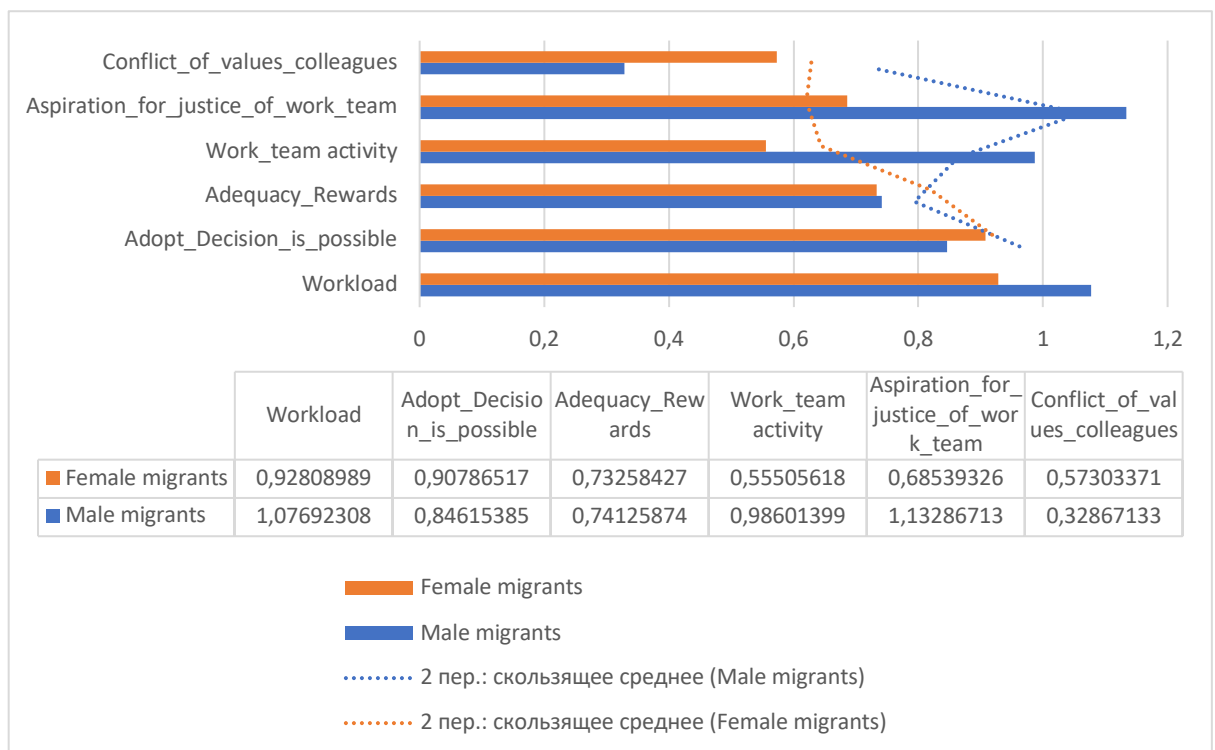 Conflict_of_values_colleagues
Aspiration_for_justice_of_work_team
Work_team activity
Adequacy_Rewards
Adopt_Decision_is_possible
Workload
0 0,2 0,4 0,6 0,8 1 1,2
Workload Adopt_Decisio Adequacy_Rew Work_team Aspiration_for_ Conflict_of_val
n_is_possible ards activity justice_of_wor ues_colleagues
k_team
Female migrants 0,92808989 0,90786517 0,73258427 0,55505618 0,68539326 0,57303371
Male migrants 1,07692308 0,84615385 0,74125874 0,98601399 1,13286713 0,32867133
Female migrants
Male migrants
2 пер.: скользящее среднее (Male migrants)
2 пер.: скользящее среднее (Female migrants)